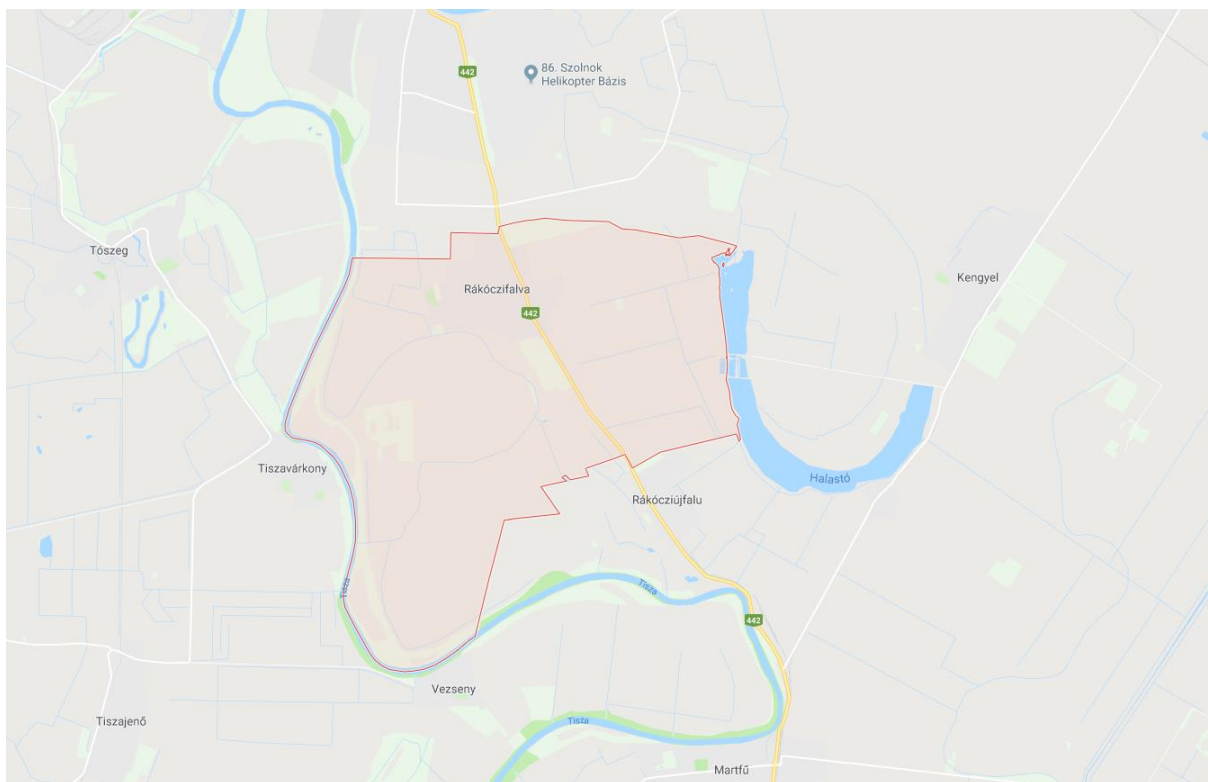 442
86. Szolnok
Helikopter Bázis
Tószeg
Kengyel
Rákóczifalva
442
Tiszavárkony
Halastó
Rákócziújfalu
Tisza
Tisza
442
Vezseny
Tiszajenő
Tisza
Martfű